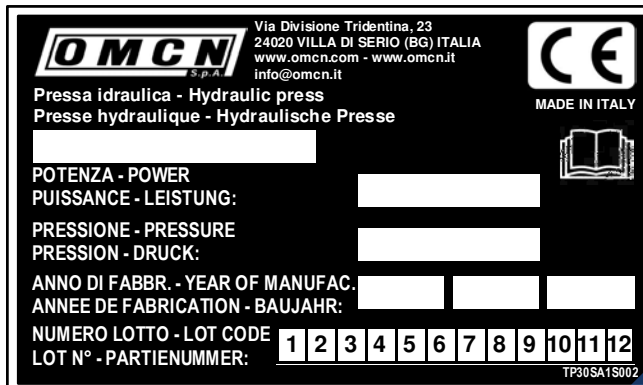 OMCN
S.p.A.
Via Divisione Tridentina, 23
24020 VILLA DI SERIO (BG) ITALIA
www.omcn.com - www.omcn.it
info@omcn.it
CE
MADE IN ITALY
Pressa idraulica - Hydraulic press
Presse hydraulique - Hydraulische Presse
POTENZA - POWER
PUISSANCE - LEISTUNG:
PRESSIONE - PRESSURE
PRESSION - DRUCK:
ANNO DI FABBR. - YEAR OF MANUFAC.
ANNEE DE FABRICATION - BAUJAHR:
NUMERO LOTTO - LOT CODE
LOT N° - PARTIENUMMER:
1 2 3 4 5 6 7 8 9 10 11 12
TP30SA1S002